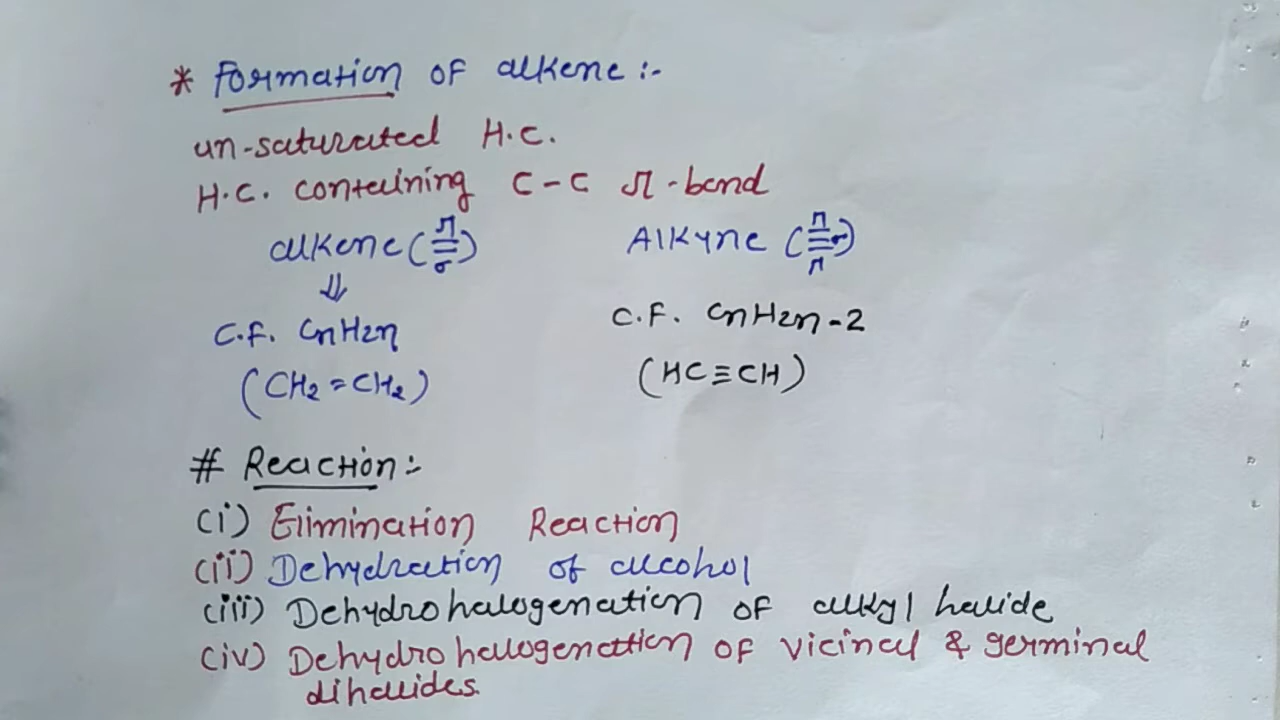 * Formation of alkene :-
un-saturated H.C.
H.C. containing C-C π-bond
alkene (π = σ) Alkyne (π ≡ σ π)
⇓
C.F. CnH2n C.F. CnH2n-2
(CH2=CH2) (HC≡CH)
# Reaction :-
(i) Elimination Reaction
(ii) Dehydration of alcohol
(iii) Dehydrohalogenation of alkyl halide
(iv) Dehydrohalogenation of vicinal & germinal
dihalides